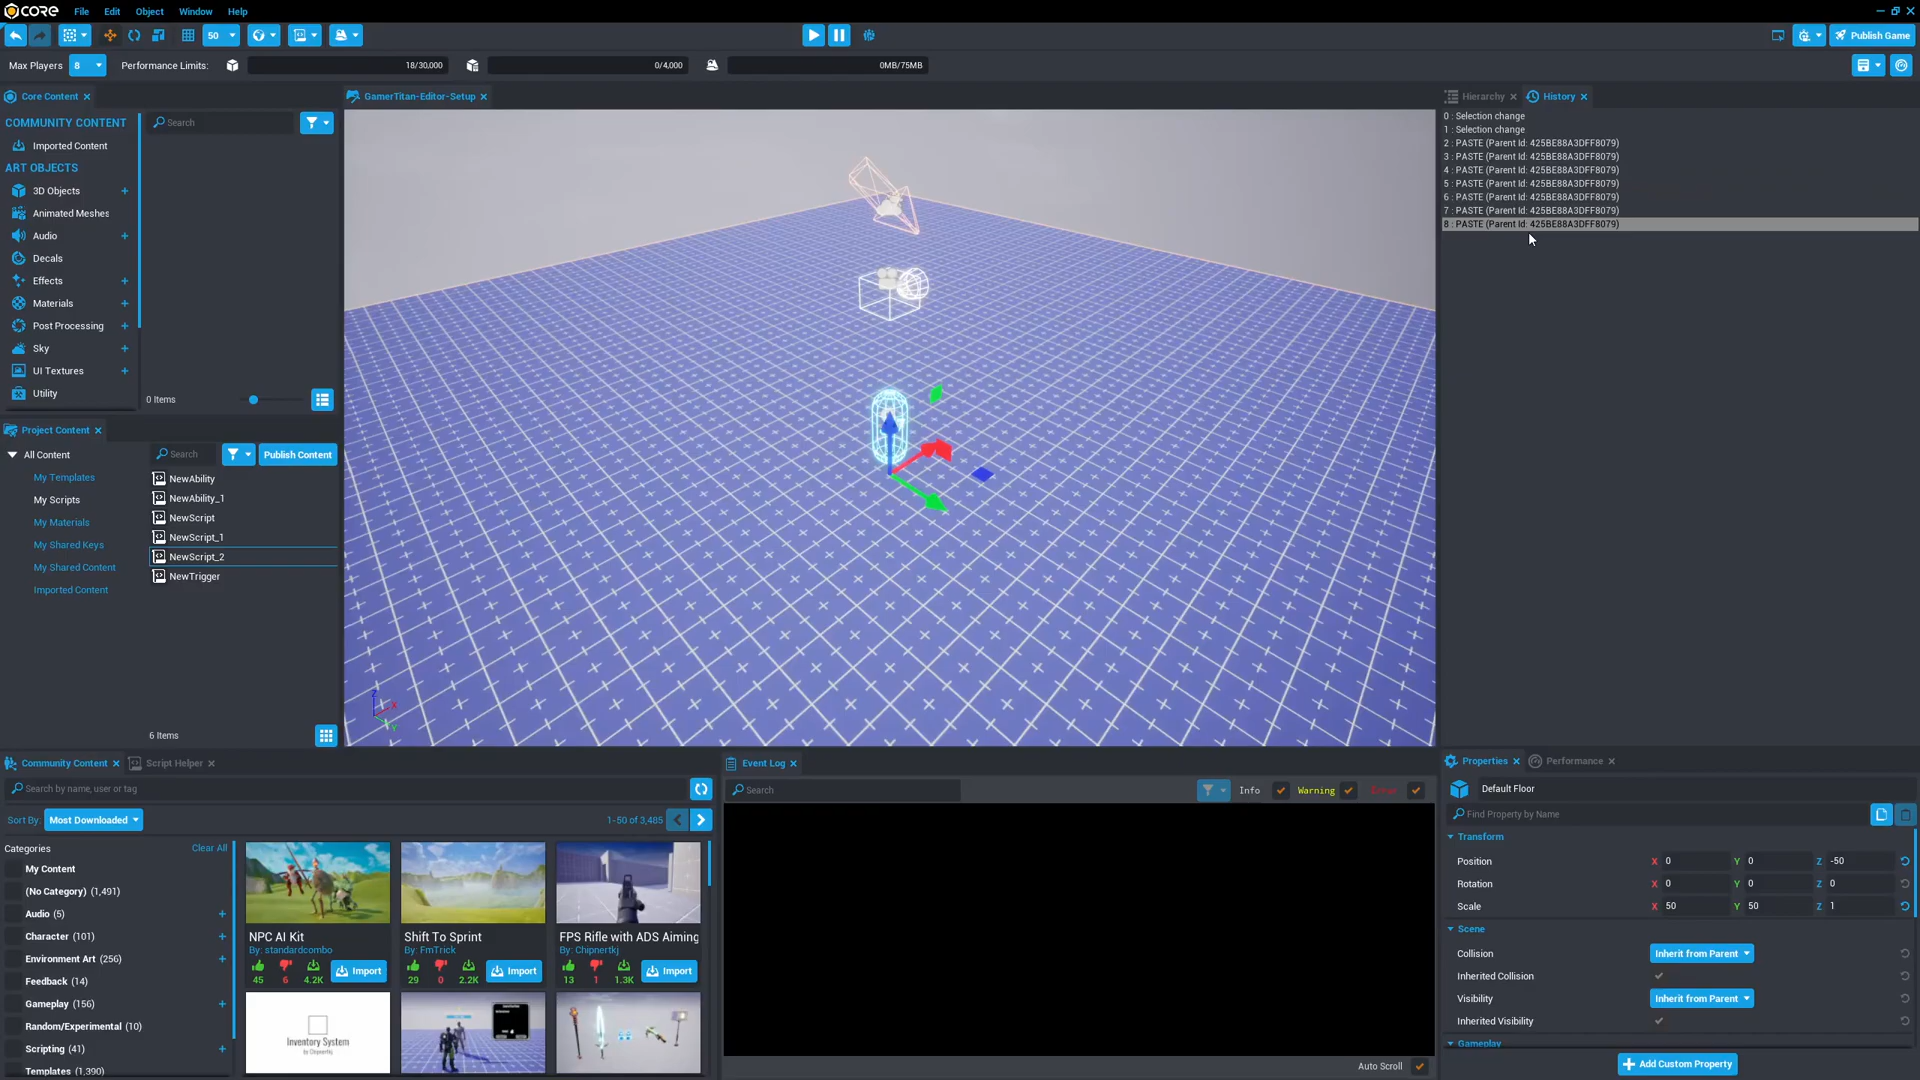 CORE
File
Edit
Object
Window
Help
50
Publish Game
Max Players
8
Performance Limits:
18/30,000
0/4,000
0MB/75MB
Core Content
COMMUNITY CONTENT
Imported Content
ART OBJECTS
3D Objects
Animated Meshes
Audio
Decals
Effects
Materials
Post Processing
Sky
UI Textures
Utility
Search
0 Items
GamerTitan-Editor-Setup
Z
X
Y
Hierarchy
History
0 : Selection change
1 : Selection change
2 : PASTE (Parent Id: 425BE88A3DFF8079)
3 : PASTE (Parent Id: 425BE88A3DFF8079)
4 : PASTE (Parent Id: 425BE88A3DFF8079)
5 : PASTE (Parent Id: 425BE88A3DFF8079)
6 : PASTE (Parent Id: 425BE88A3DFF8079)
7 : PASTE (Parent Id: 425BE88A3DFF8079)
8 : PASTE (Parent Id: 425BE88A3DFF8079)
Project Content
All Content
My Templates
My Scripts
My Materials
My Shared Keys
My Shared Content
Imported Content
Search
Publish Content
NewAbility
NewAbility_1
NewScript
NewScript_1
NewScript_2
NewTrigger
6 Items
Community Content
Script Helper
Search by name, user or tag
Sort By:
Most Downloaded
1-50 of 3,485
Categories
Clear All
My Content
(No Category) (1,491)
Audio (5)
Character (101)
Environment Art (256)
Feedback (14)
Gameplay (156)
Random/Experimental (10)
Scripting (41)
Templates (1,390)
NPC AI Kit
By: standardcombo
45
6
4.2K
Import
Shift To Sprint
By: FmTrick
29
0
2.2K
Import
FPS Rifle with ADS Aiming
By: Chipnertkj
13
1
1.3K
Import
Inventory System
by Chipnertkj
Event Log
Search
Info
Warning
Error
Auto Scroll
Properties
Performance
Default Floor
Find Property by Name
Transform
Position
X 0
Y 0
Z -50
Rotation
X 0
Y 0
Z 0
Scale
X 50
Y 50
Z 1
Scene
Collision
Inherit from Parent
Inherited Collision
Visibility
Inherit from Parent
Inherited Visibility
Gameplay
Add Custom Property